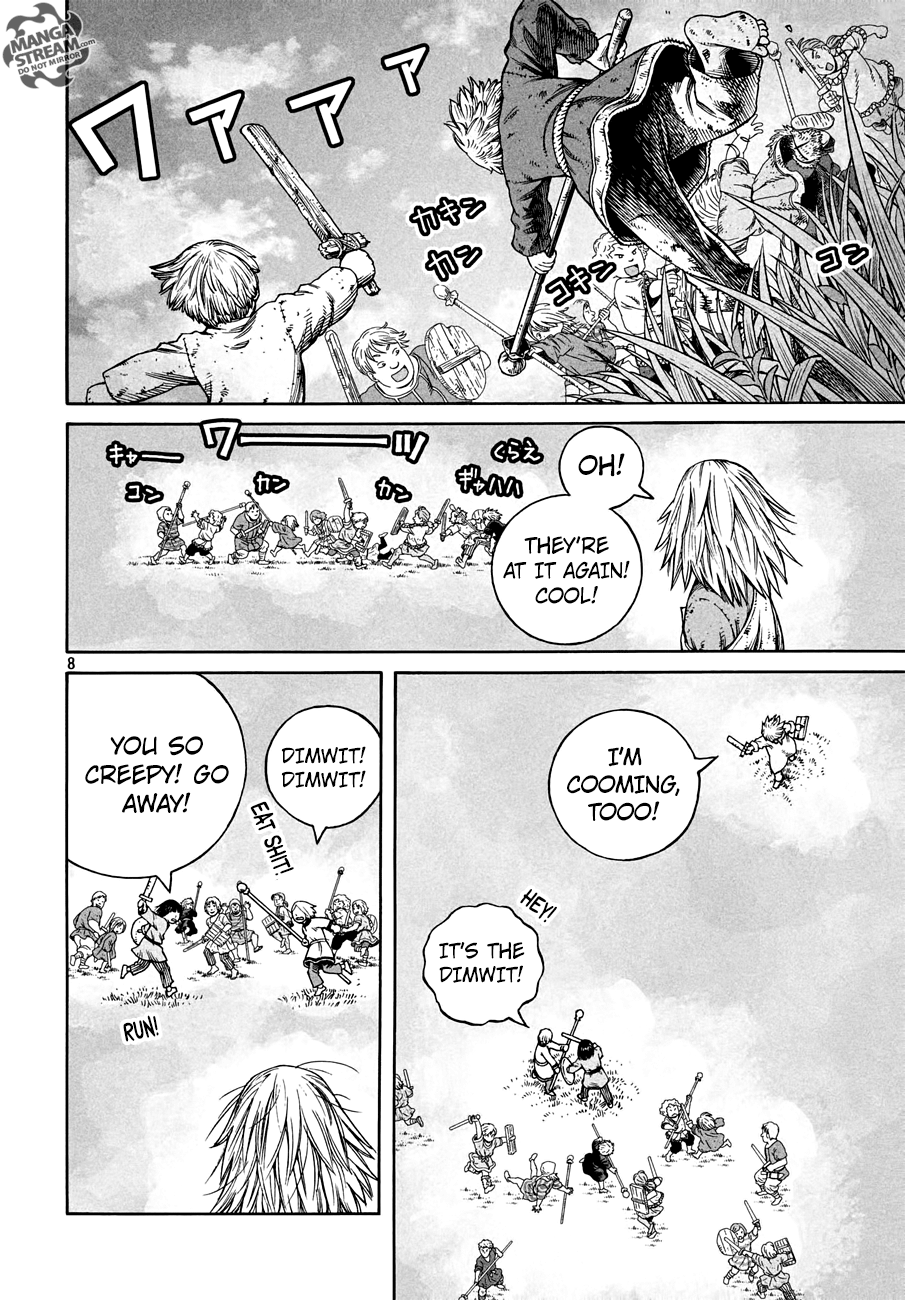 MANGA
STREAM.com
DO NOT MIRROR
ワァァァ
カキン
カン
コキン
コン
OH!
THEY'RE
AT IT AGAIN!
COOL!
くらえ
ギャハハ
ワーーーッ
カン
カン
キャー
コン
8
I'M
COOMING,
TOOO!
HEY!
IT'S THE
DIMWIT!
DIMWIT!
DIMWIT!
EAT SHIT!
YOU SO
CREEPY! GO
AWAY!
RUN!